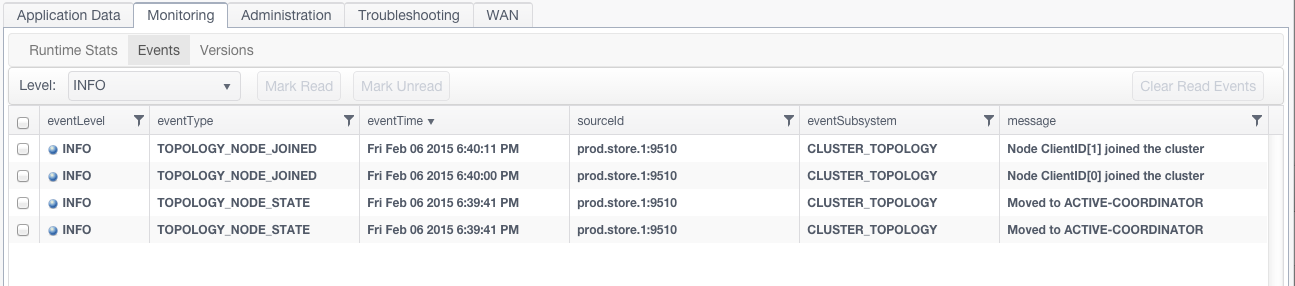 Application Data Monitoring Administration Troubleshooting WAN
Runtime Stats Events Versions
Level: INFO Mark Read Mark Unread Clear Read Events
eventLevel eventType eventTime sourceId eventSubsystem message
INFO TOPOLOGY_NODE_JOINED Fri Feb 06 2015 6:40:11 PM prod.store.1:9510 CLUSTER_TOPOLOGY Node ClientID[1] joined the cluster
INFO TOPOLOGY_NODE_JOINED Fri Feb 06 2015 6:40:00 PM prod.store.1:9510 CLUSTER_TOPOLOGY Node ClientID[0] joined the cluster
INFO TOPOLOGY_NODE_STATE Fri Feb 06 2015 6:39:41 PM prod.store.1:9510 CLUSTER_TOPOLOGY Moved to ACTIVE-COORDINATOR
INFO TOPOLOGY_NODE_STATE Fri Feb 06 2015 6:39:41 PM prod.store.1:9510 CLUSTER_TOPOLOGY Moved to ACTIVE-COORDINATOR